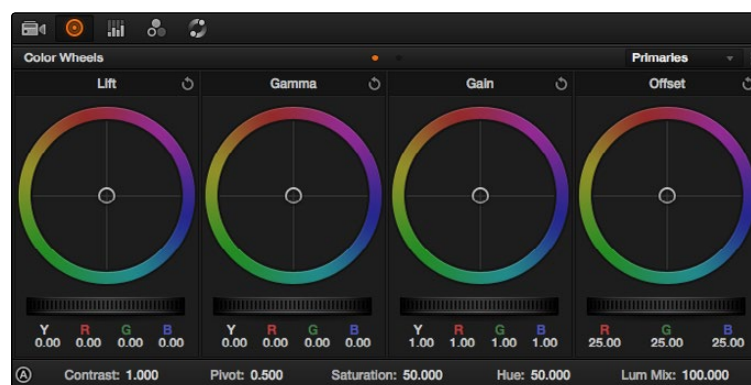 Color Wheels Primaries
Lift Gamma Gain Offset
Y R G B Y R G B Y R G B R G B
0.00 0.00 0.00 0.00 0.00 0.00 0.00 0.00 1.00 1.00 1.00 1.00 25.00 25.00 25.00
A Contrast: 1.000 Pivot: 0.500 Saturation: 50.000 Hue: 50.000 Lum Mix: 100.000